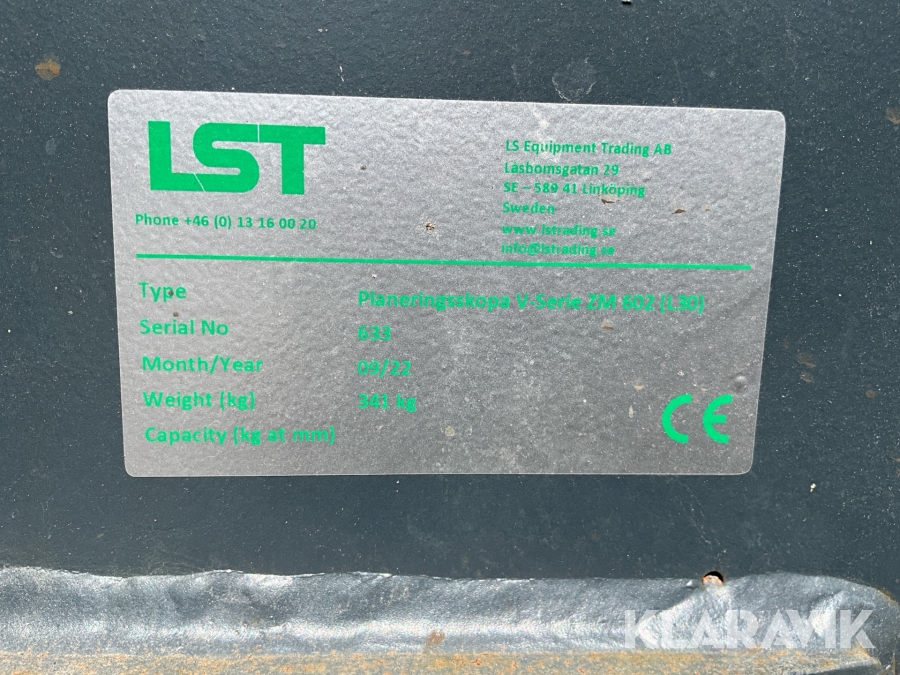 LST
Phone +46 (0) 13 16 00 20
LS Equipment Trading AB
Låsbomsgatan 29
SE – 589 41 Linköping
Sweden
www.lstrading.se
info@lstrading.se
Type Planeringsskopa V-Serie ZM 602 (L30)
Serial No 633
Month/Year 09/22
Weight (kg) 341 kg
Capacity (kg at mm)
CE
KLARAVIK